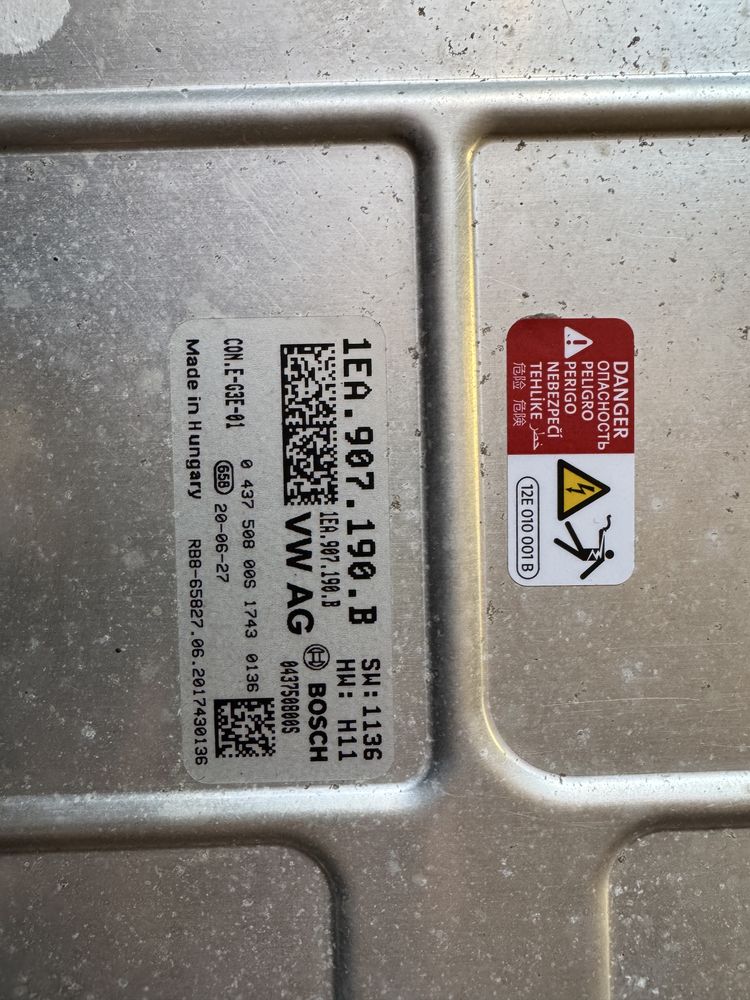 1EA.907.190.B
SW:1136
HW: H11
1EA.907.190.B
VW AG
BOSCH
043750800S
0 437 508 00S 1743 0136
CON.E-G3E-01
65B
20-06-27
Made in Hungary
RB8-65827.06.2017430136
DANGER
ОПАСНОСТЬ
PELIGRO
PERIGO
NEBEZPEČÍ
TEHLİKE خطر
危险 危険
12E 010 001 B